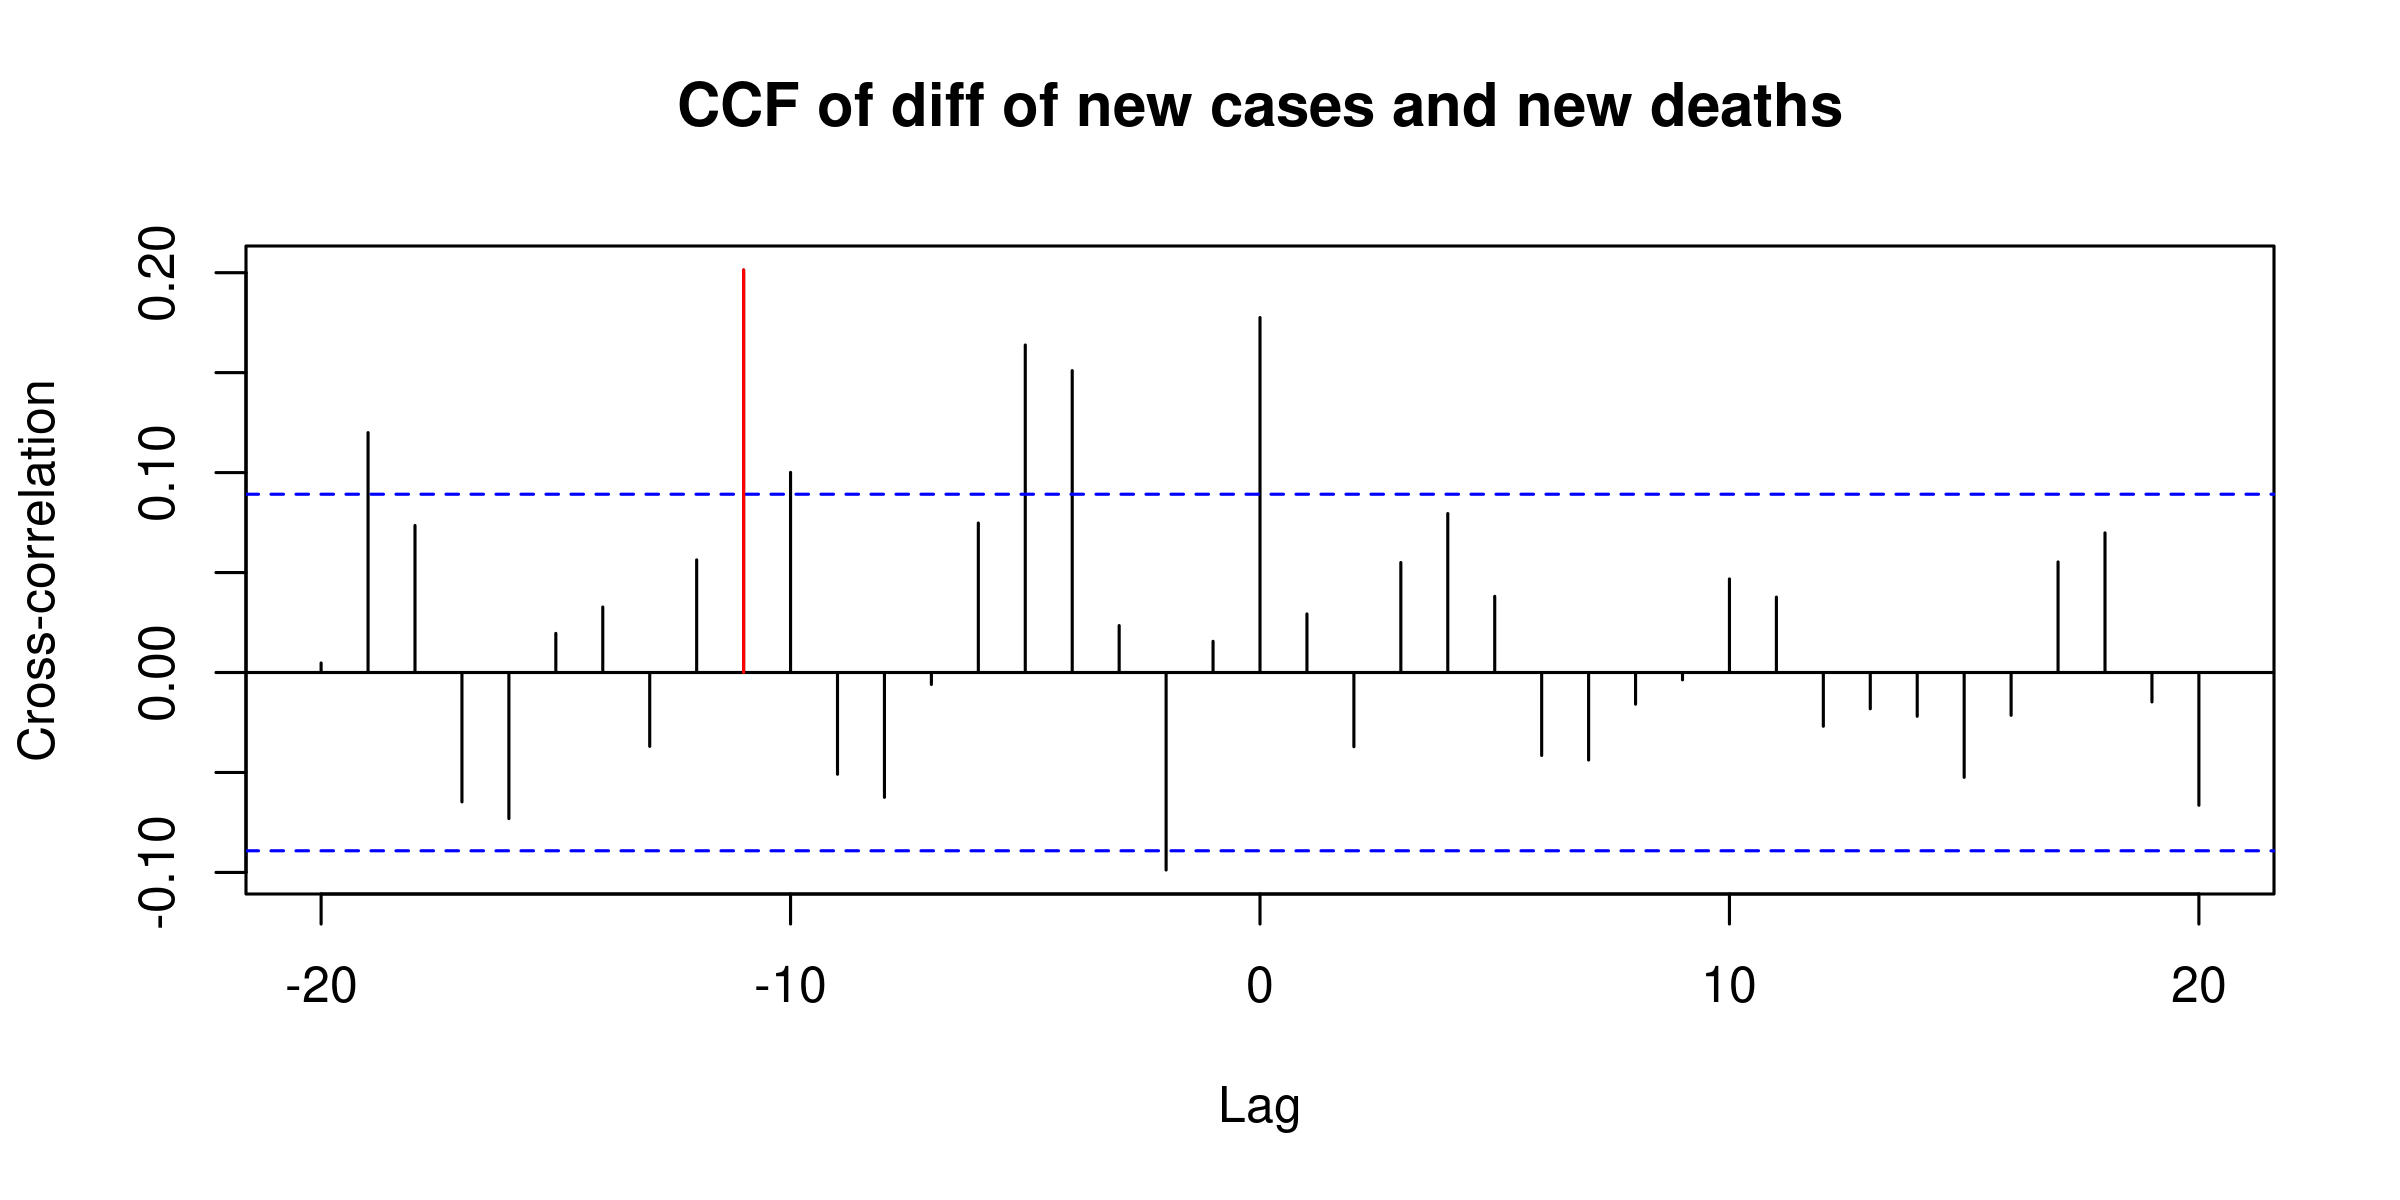 CCF of diff of new cases and new deaths
Cross-correlation
0.20
0.10
0.00
-0.10
-20 -10 0 10 20
Lag